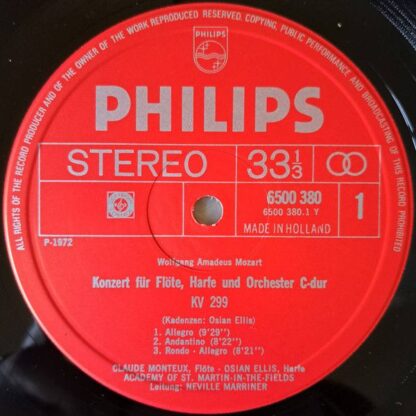 ALL RIGHTS OF THE RECORD PRODUCER AND OF THE OWNER OF THE WORK REPRODUCED RESERVED. COPYING, PUBLIC PERFORMANCE AND BROADCASTING OF THIS RECORD PROHIBITED
PHILIPS
PHILIPS
STEREO 33 1/3
6500 380
6500 380.1 Y
1
MADE IN HOLLAND
P-1972
Wolfgang Amadeus Mozart
Konzert für Flöte, Harfe und Orchester C-dur
KV 299
(Kadenzen: Osian Ellis)
1. Allegro (9'29'')
2. Andantino (8'22'')
3. Rondo - Allegro (8'21'')
CLAUDE MONTEUX, Flöte - OSIAN ELLIS, Harfe
ACADEMY OF ST. MARTIN-IN-THE-FIELDS
Leitung: NEVILLE MARRINER